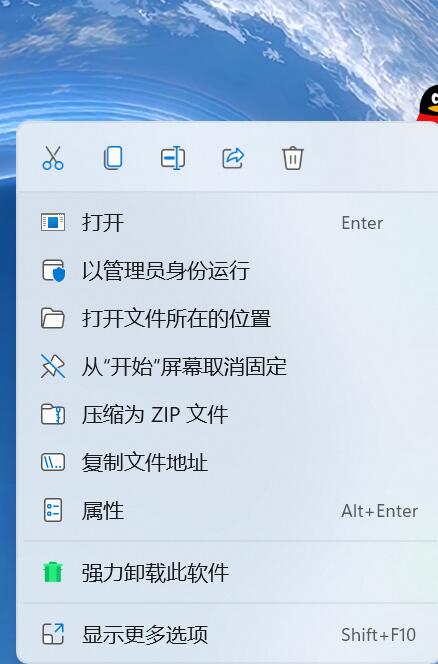 打开 Enter
以管理员身份运行
打开文件所在的位置
从“开始”屏幕取消固定
压缩为 ZIP 文件
复制文件地址
属性 Alt+Enter
强力卸载此软件
显示更多选项 Shift+F10